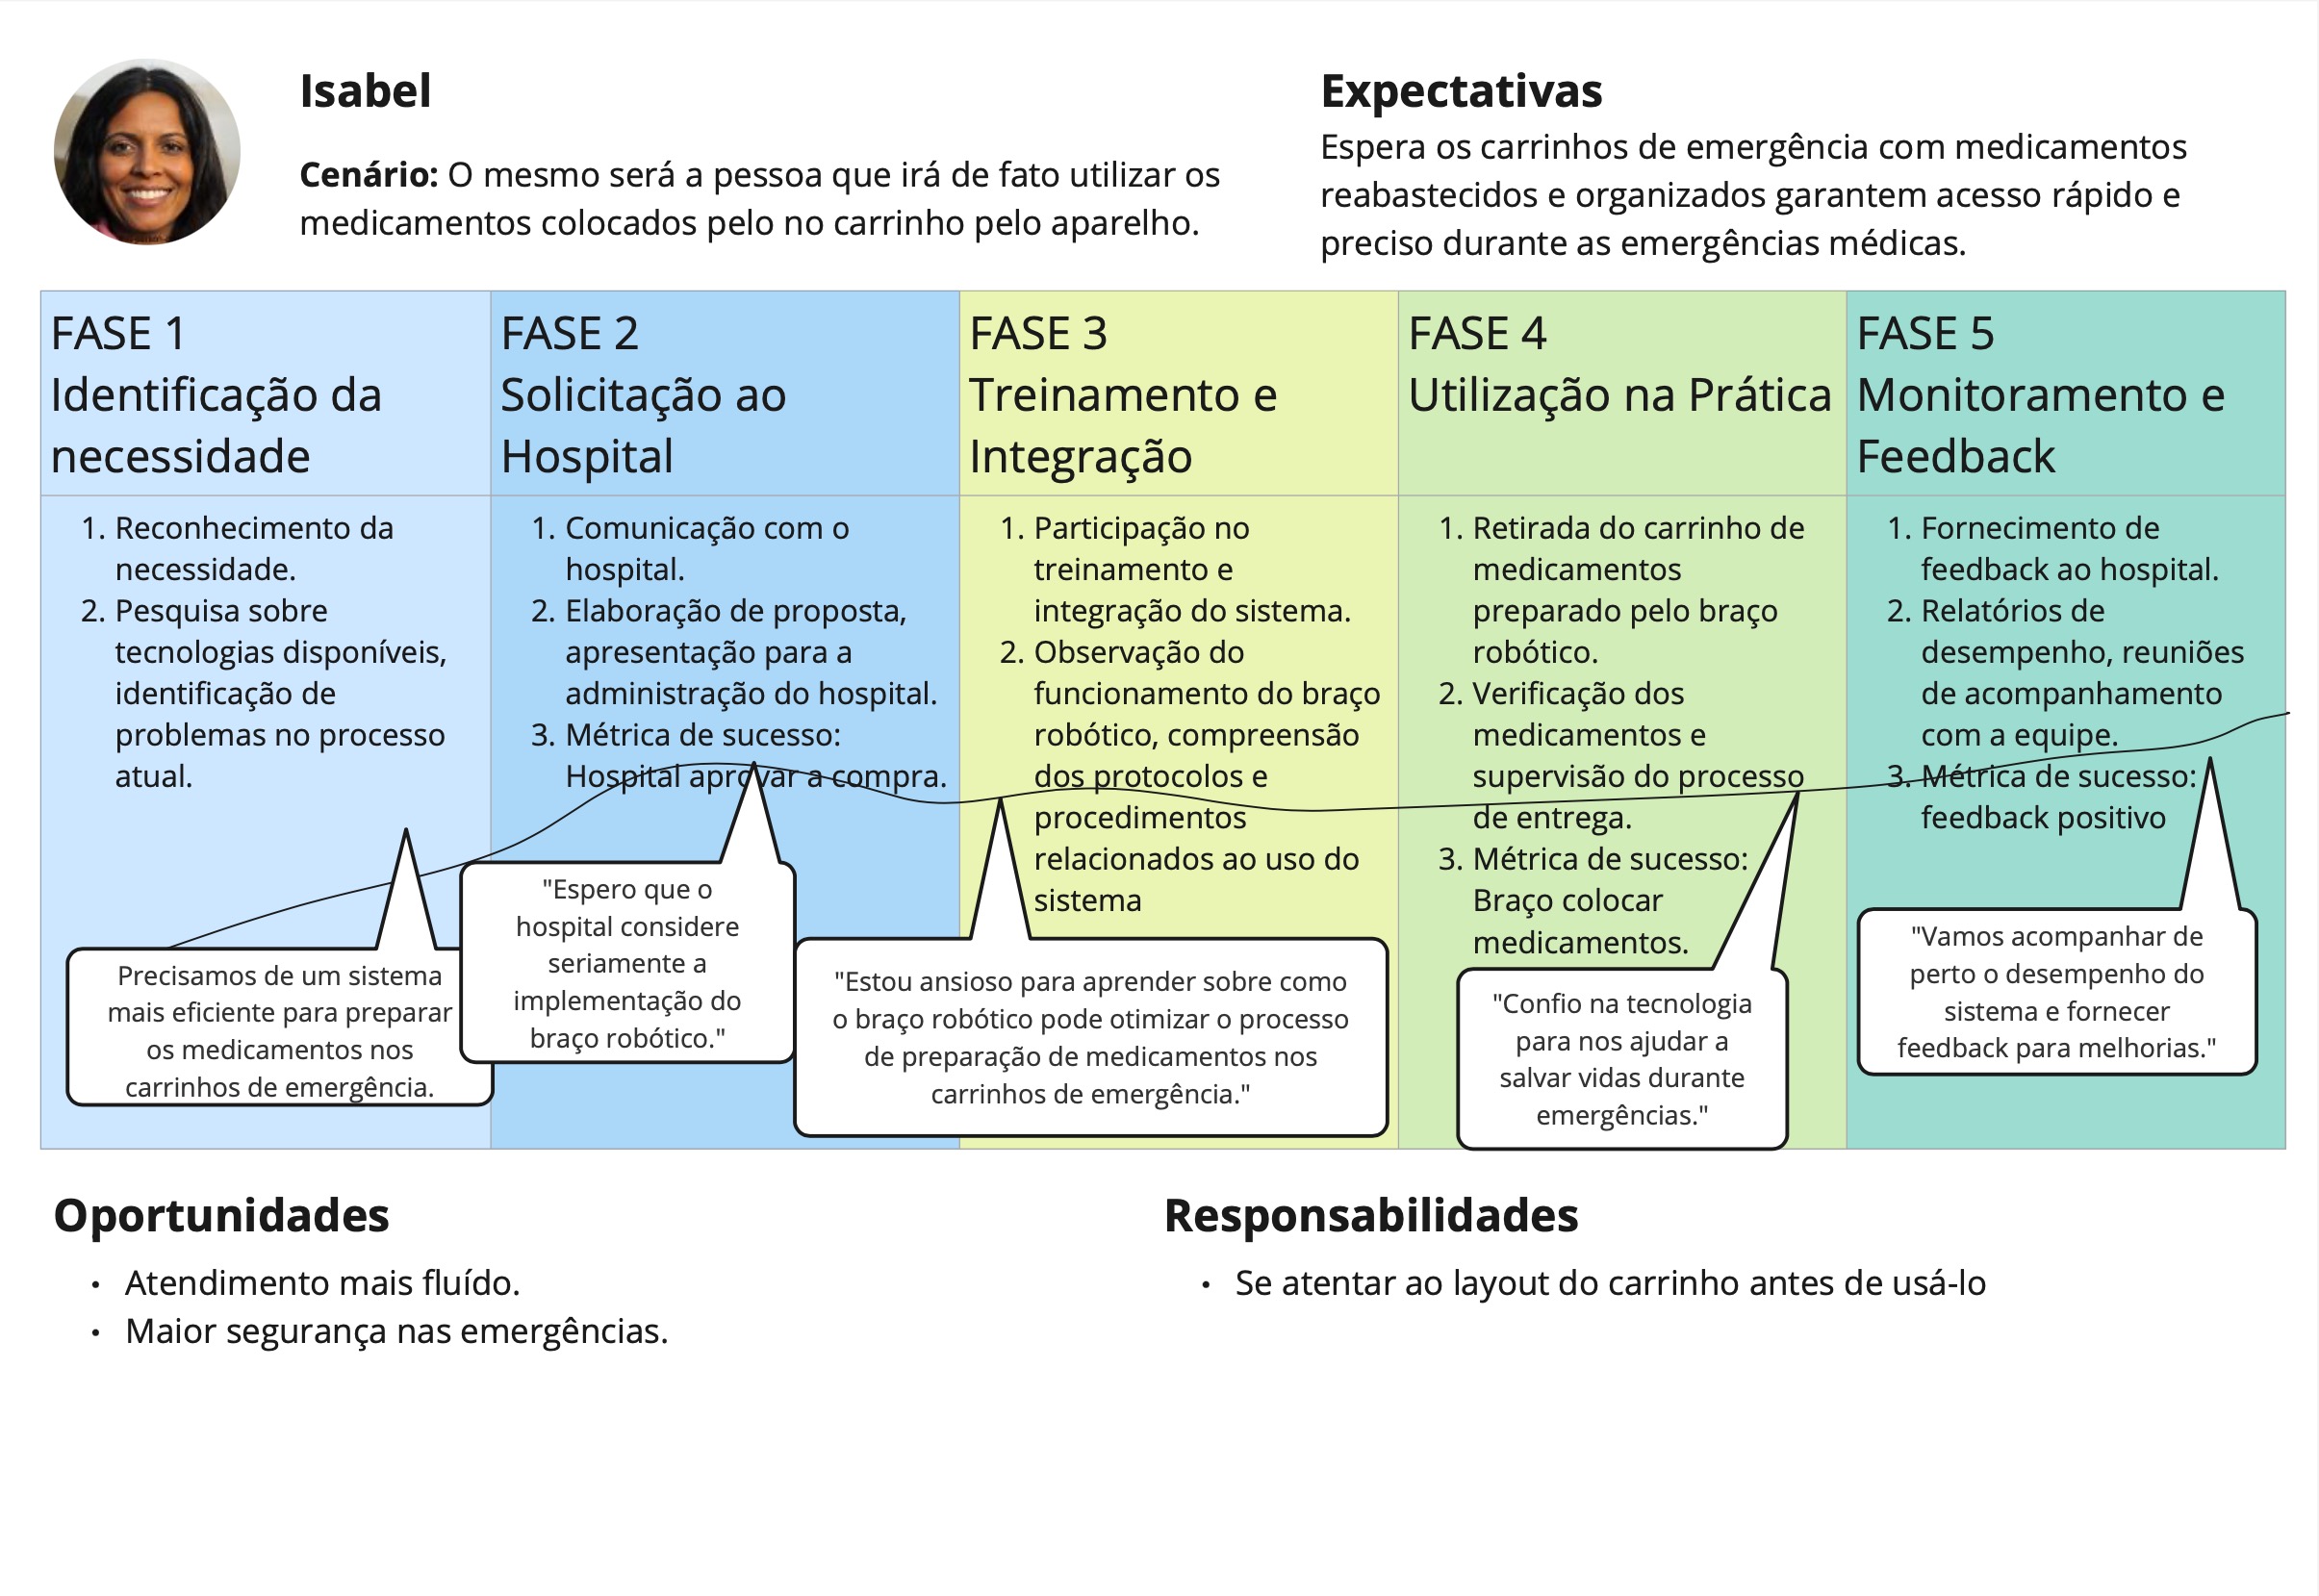 Isabel
Cenário: O mesmo será a pessoa que irá de fato utilizar os
medicamentos colocados pelo no carrinho pelo aparelho.
Expectativas
Espera os carrinhos de emergência com medicamentos
reabastecidos e organizados garantem acesso rápido e
preciso durante as emergências médicas.
FASE 1
Identificação da
necessidade
1. Reconhecimento da
necessidade.
2. Pesquisa sobre
tecnologias disponíveis,
identificação de
problemas no processo
atual.
Precisamos de um sistema
mais eficiente para preparar
os medicamentos nos
carrinhos de emergência.
FASE 2
Solicitação ao
Hospital
1. Comunicação com o
hospital.
2. Elaboração de proposta,
apresentação para a
administração do hospital.
3. Métrica de sucesso:
Hospital aprovar a compra.
"Espero que o
hospital considere
seriamente a
implementação do
braço robótico."
FASE 3
Treinamento e
Integração
1. Participação no
treinamento e
integração do sistema.
2. Observação do
funcionamento do braço
robótico, compreensão
dos protocolos e
procedimentos
relacionados ao uso do
sistema
"Estou ansioso para aprender sobre como
o braço robótico pode otimizar o processo
de preparação de medicamentos nos
carrinhos de emergência."
FASE 4
Utilização na Prática
1. Retirada do carrinho de
medicamentos
preparado pelo braço
robótico.
2. Verificação dos
medicamentos e
supervisão do processo
de entrega.
3. Métrica de sucesso:
Braço colocar
medicamentos.
"Confio na tecnologia
para nos ajudar a
salvar vidas durante
emergências."
FASE 5
Monitoramento e
Feedback
1. Fornecimento de
feedback ao hospital.
2. Relatórios de
desempenho, reuniões
de acompanhamento
com a equipe.
3. Métrica de sucesso:
feedback positivo
"Vamos acompanhar de
perto o desempenho do
sistema e fornecer
feedback para melhorias."
Oportunidades
• Atendimento mais fluído.
• Maior segurança nas emergências.
Responsabilidades
• Se atentar ao layout do carrinho antes de usá-lo